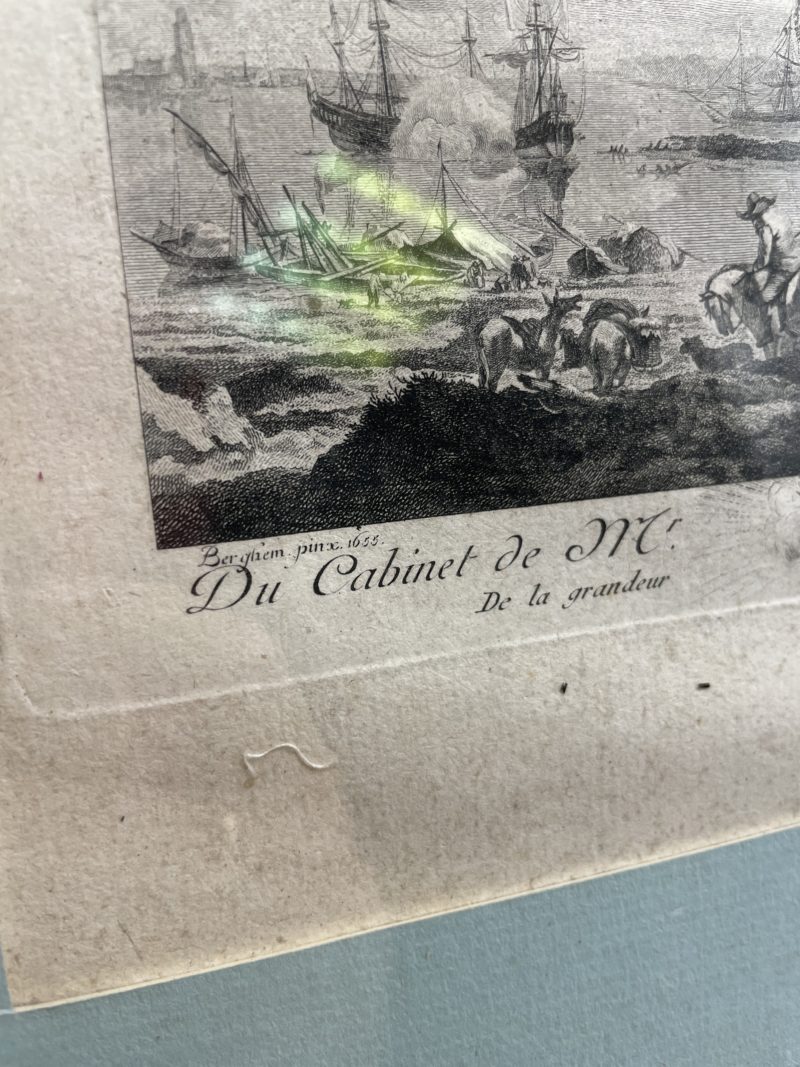 Berghem pinx. 1655.
Du Cabinet de Mr.
De la grandeur